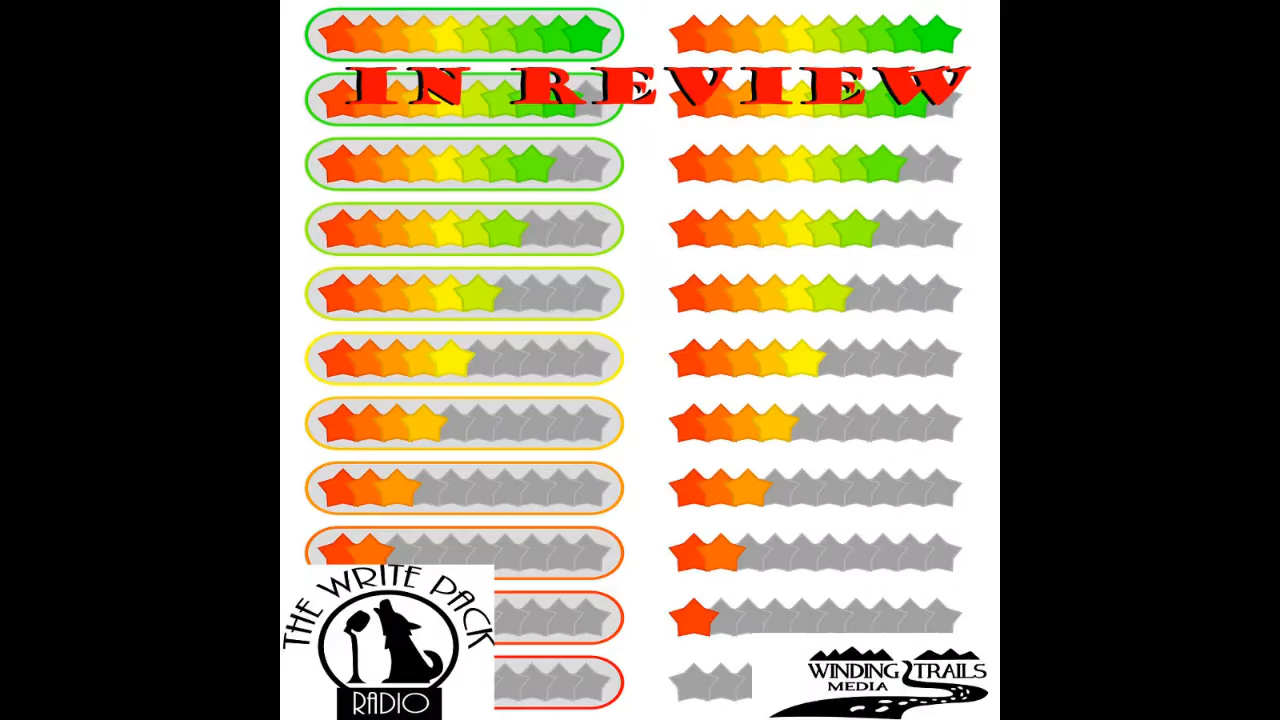 IN REVIEW
THE WRITE PACK
RADIO
WINDING TRAILS
MEDIA